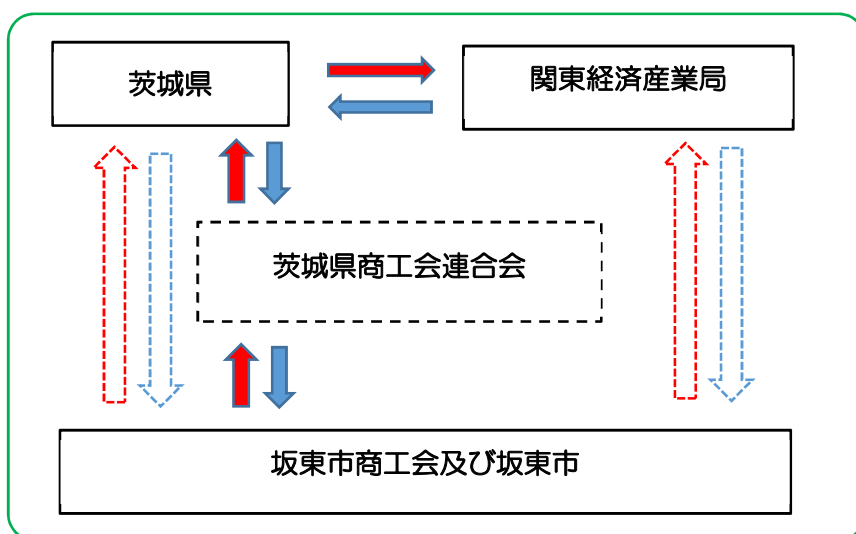 茨城県
関東経済産業局
茨城県商工会連合会
坂東市商工会及び坂東市